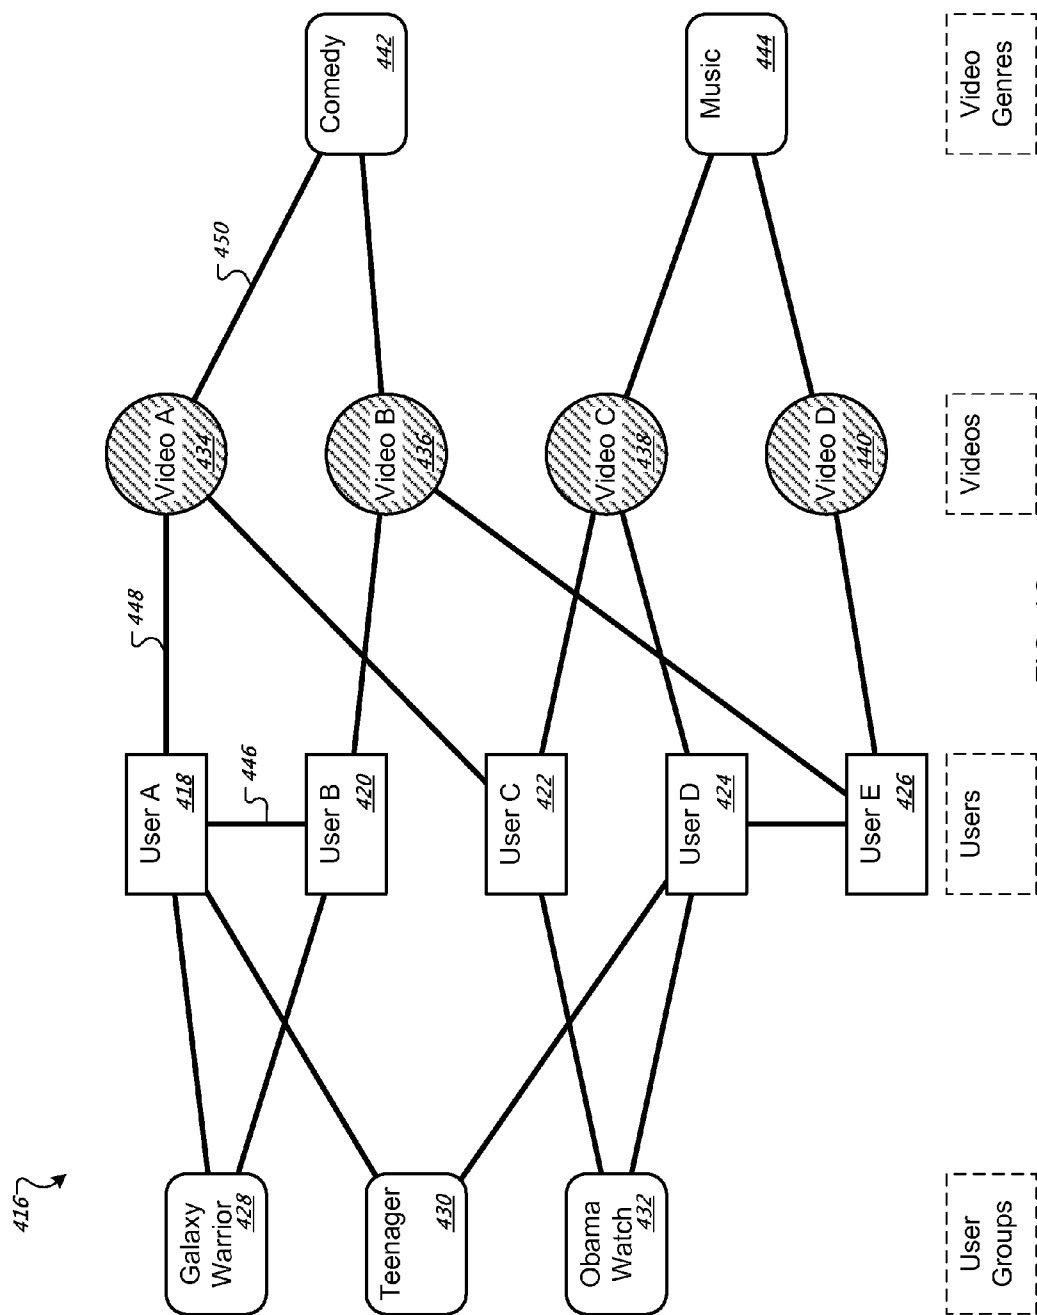 416
448
450
446
Galaxy
Warrior
428
User A
418
Video A
434
Comedy
442
Teenager
430
User B
420
Video B
436
Obama
Watch
432
User C
422
Video C
438
Music
444
User D
424
Video D
440
User E
426
User
Groups
Users
Videos
Video
Genres